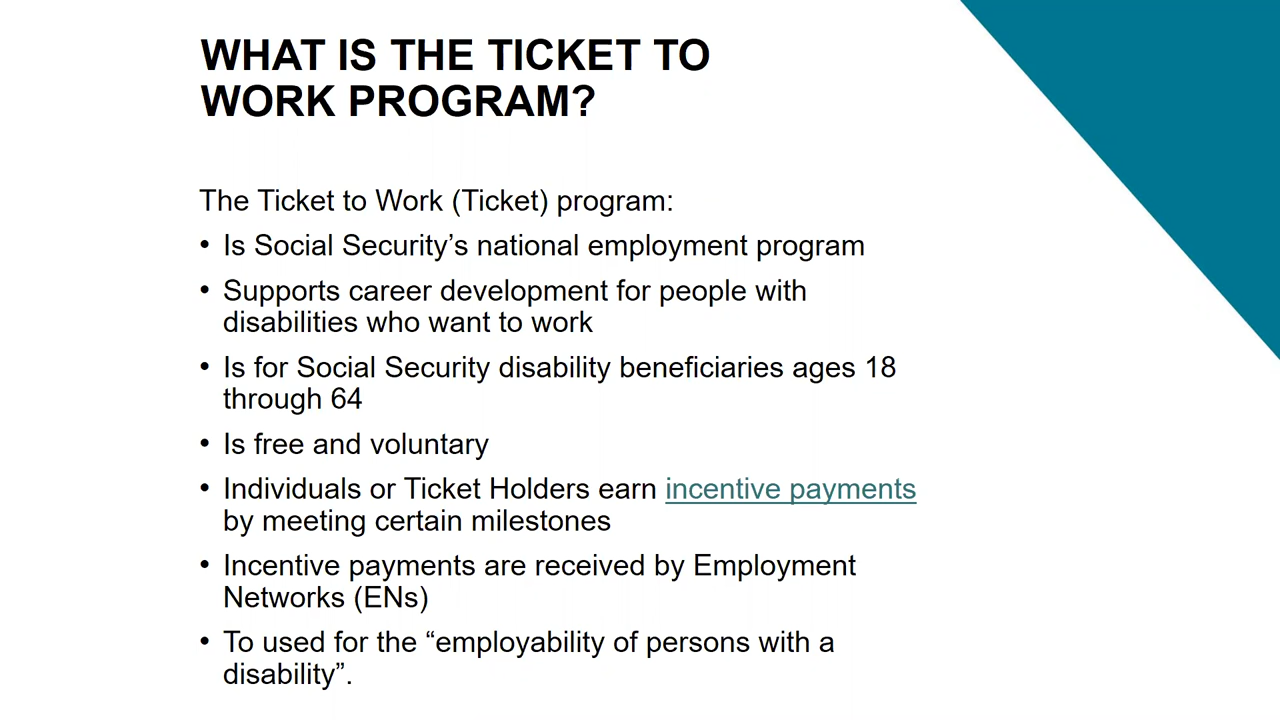 WHAT IS THE TICKET TO
WORK PROGRAM?
The Ticket to Work (Ticket) program:
• Is Social Security’s national employment program
• Supports career development for people with
disabilities who want to work
• Is for Social Security disability beneficiaries ages 18
through 64
• Is free and voluntary
• Individuals or Ticket Holders earn incentive payments
by meeting certain milestones
• Incentive payments are received by Employment
Networks (ENs)
• To used for the “employability of persons with a
disability”.